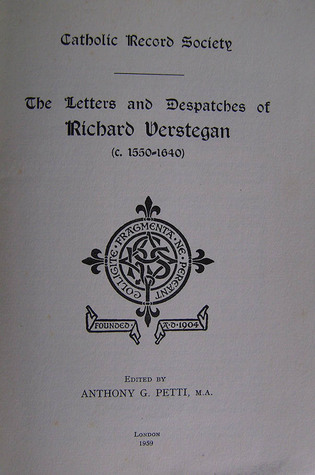 Catholic Record Society
The Letters and Despatches of
Richard Verstegan
(c. 1550-1640)
COLLIGITE · FRAGMENTA · NE · PEREANT
CRS
FOUNDED A·D·1904
EDITED BY
ANTHONY G. PETTI, M.A.
LONDON
1959